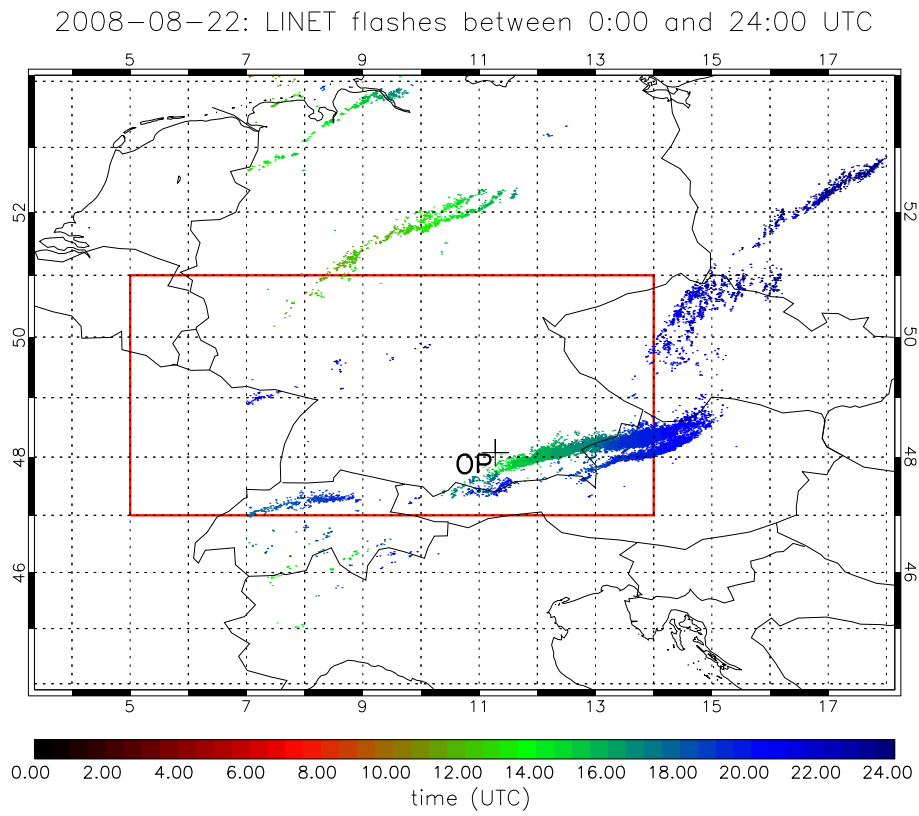 2008-08-22: LINET flashes between 0:00 and 24:00 UTC
5 7 9 11 13 15 17
52 52
50 50
OP
48 48
46 46
5 7 9 11 13 15 17
0.00 2.00 4.00 6.00 8.00 10.00 12.00 14.00 16.00 18.00 20.00 22.00 24.00
time (UTC)